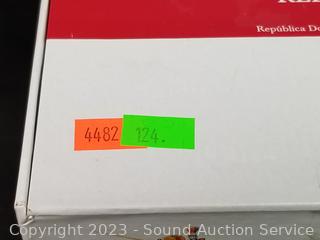 República Do
4482 124.
Copyright 2023 - Sound Auction Service